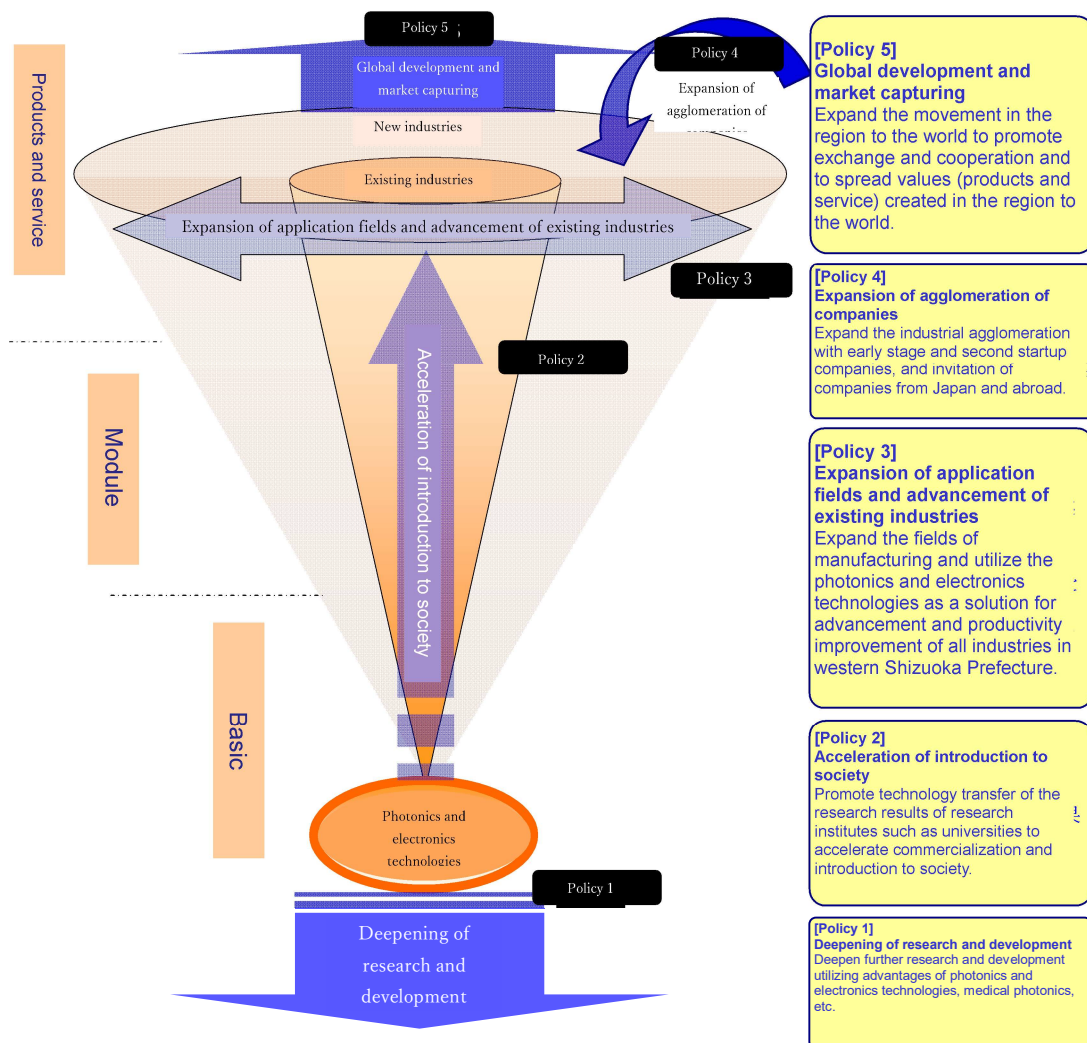 Policy 5
Global development and
market capturing
New industries
Existing industries
Expansion of application fields and advancement of existing industries
Policy 4
Expansion of
agglomeration of
Policy 3
Policy 2
Acceleration of introduction to society
Photonics and
electronics
technologies
Policy 1
Deepening of
research and
development
Products and service
Module
Basic
[Policy 5]
Global development and
market capturing
Expand the movement in the
region to the world to promote
exchange and cooperation and
to spread values (products and
service) created in the region to
the world.
[Policy 4]
Expansion of agglomeration of
companies
Expand the industrial agglomeration
with early stage and second startup
companies, and invitation of
companies from Japan and abroad.
[Policy 3]
Expansion of application
fields and advancement of
existing industries
Expand the fields of
manufacturing and utilize the
photonics and electronics
technologies as a solution for
advancement and productivity
improvement of all industries in
western Shizuoka Prefecture.
[Policy 2]
Acceleration of introduction to
society
Promote technology transfer of the
research results of research
institutes such as universities to
accelerate commercialization and
introduction to society.
[Policy 1]
Deepening of research and development
Deepen further research and development
utilizing advantages of photonics and
electronics technologies, medical photonics,
etc.